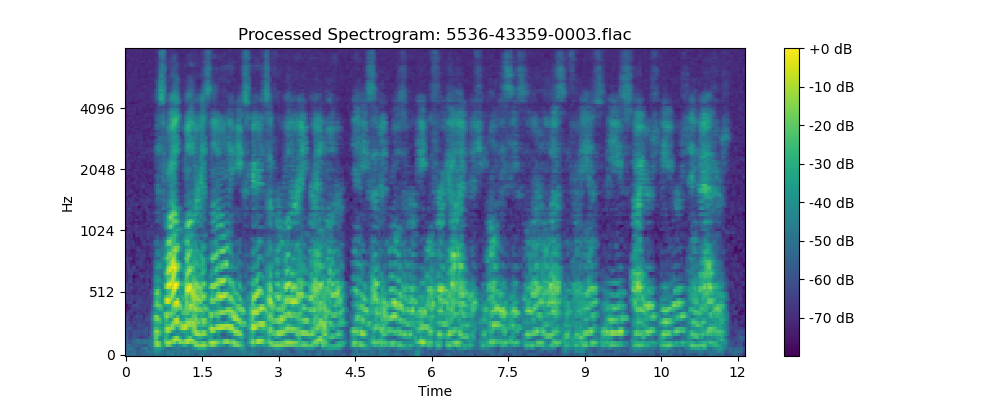 Processed Spectrogram: 5536-43359-0003.flac
+0 dB
-10 dB
-20 dB
-30 dB
-40 dB
-50 dB
-60 dB
-70 dB
Hz
4096
2048
1024
512
0
0 1.5 3 4.5 6 7.5 9 10 12
Time